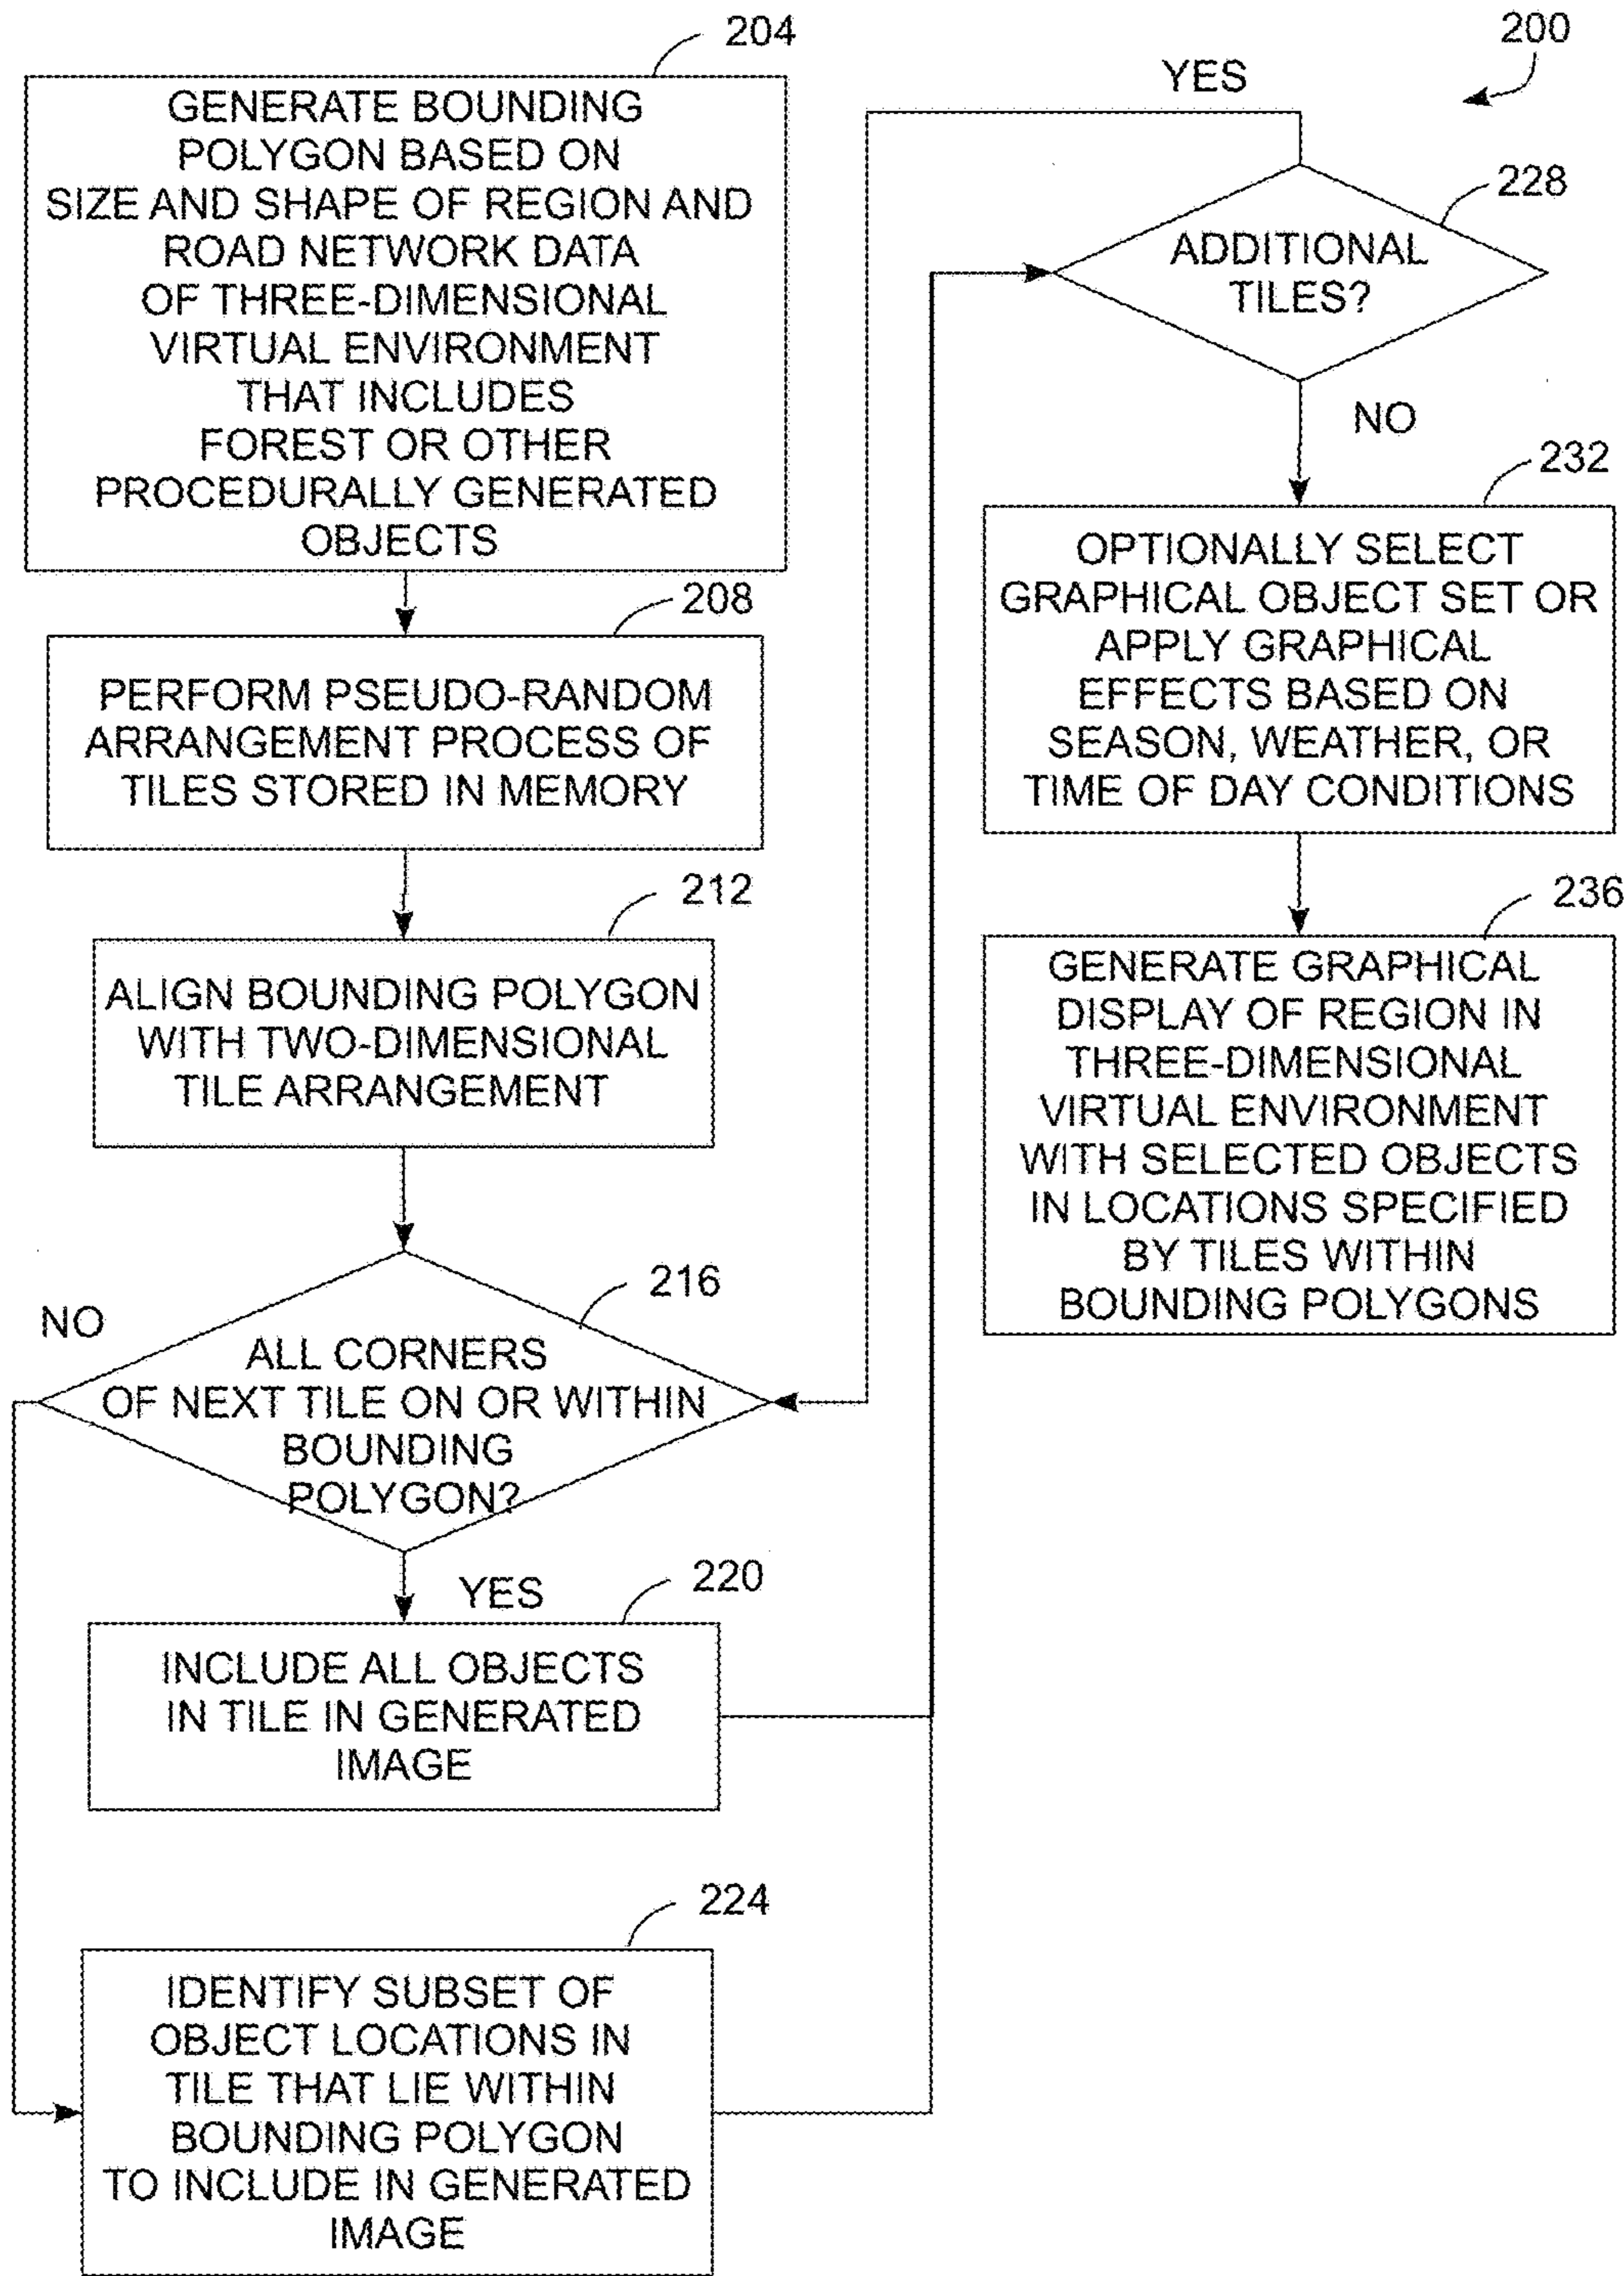 204
GENERATE BOUNDING
POLYGON BASED ON
SIZE AND SHAPE OF REGION AND
ROAD NETWORK DATA
OF THREE-DIMENSIONAL
VIRTUAL ENVIRONMENT
THAT INCLUDES
FOREST OR OTHER
PROCEDURALLY GENERATED
OBJECTS
208
PERFORM PSEUDO-RANDOM
ARRANGEMENT PROCESS OF
TILES STORED IN MEMORY
212
ALIGN BOUNDING POLYGON
WITH TWO-DIMENSIONAL
TILE ARRANGEMENT
216
NO
ALL CORNERS
OF NEXT TILE ON OR WITHIN
BOUNDING
POLYGON?
YES
220
INCLUDE ALL OBJECTS
IN TILE IN GENERATED
IMAGE
224
IDENTIFY SUBSET OF
OBJECT LOCATIONS IN
TILE THAT LIE WITHIN
BOUNDING POLYGON
TO INCLUDE IN GENERATED
IMAGE
200
YES
228
ADDITIONAL
TILES?
NO
232
OPTIONALLY SELECT
GRAPHICAL OBJECT SET OR
APPLY GRAPHICAL
EFFECTS BASED ON
SEASON, WEATHER, OR
TIME OF DAY CONDITIONS
236
GENERATE GRAPHICAL
DISPLAY OF REGION IN
THREE-DIMENSIONAL
VIRTUAL ENVIRONMENT
WITH SELECTED OBJECTS
IN LOCATIONS SPECIFIED
BY TILES WITHIN
BOUNDING POLYGONS